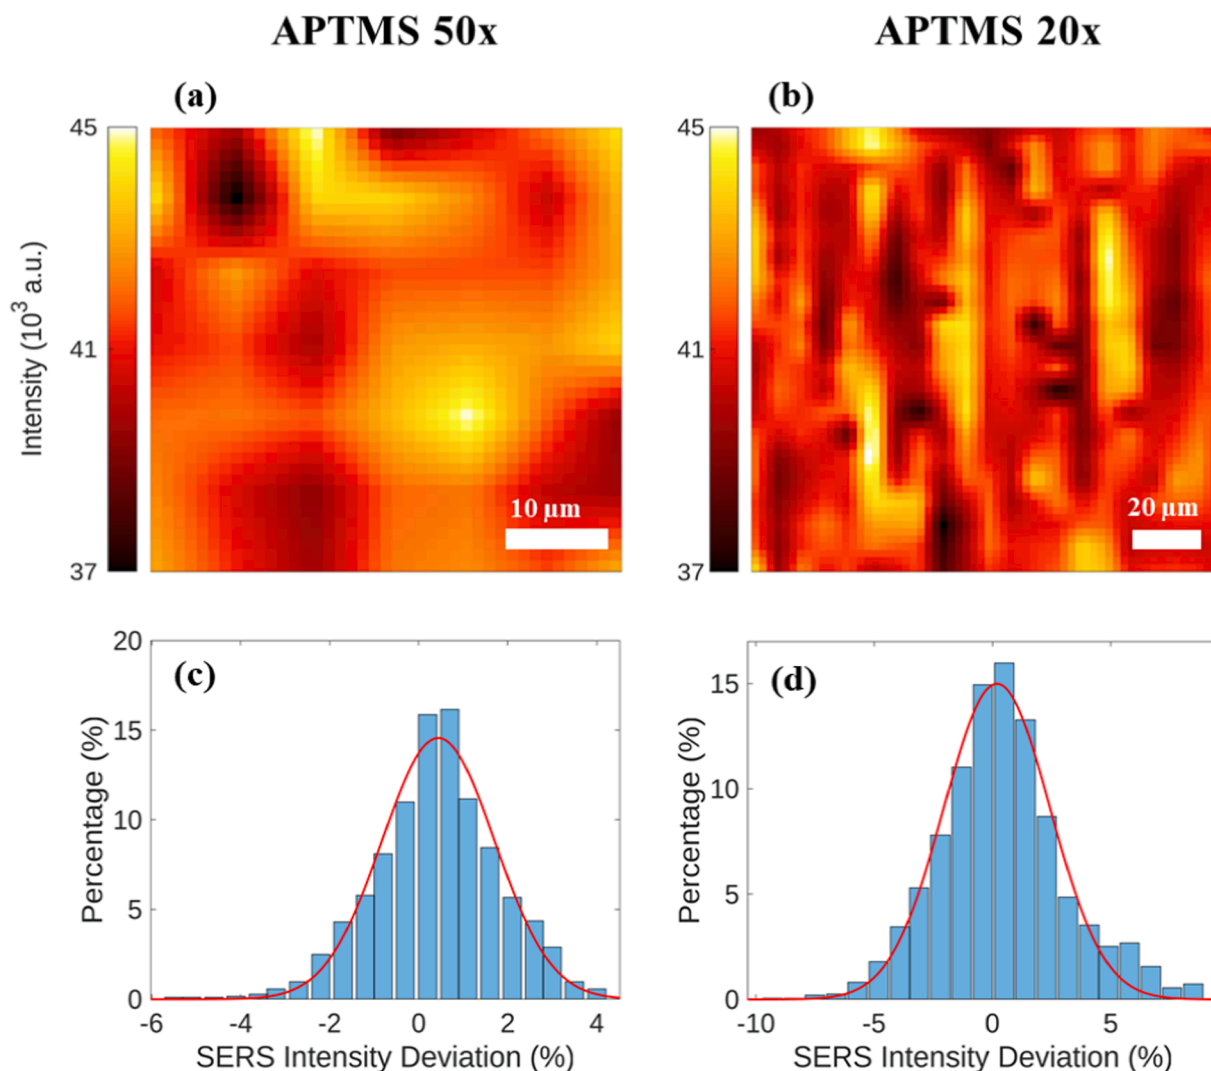 APTMS 50x
APTMS 20x
(a)
(b)
45
41
37
Intensity (10³ a.u.)
10 µm
45
41
37
20 µm
20
15
10
5
0
Percentage (%)
(c)
-6 -4 -2 0 2 4
SERS Intensity Deviation (%)
15
10
5
0
Percentage (%)
(d)
-10 -5 0 5
SERS Intensity Deviation (%)